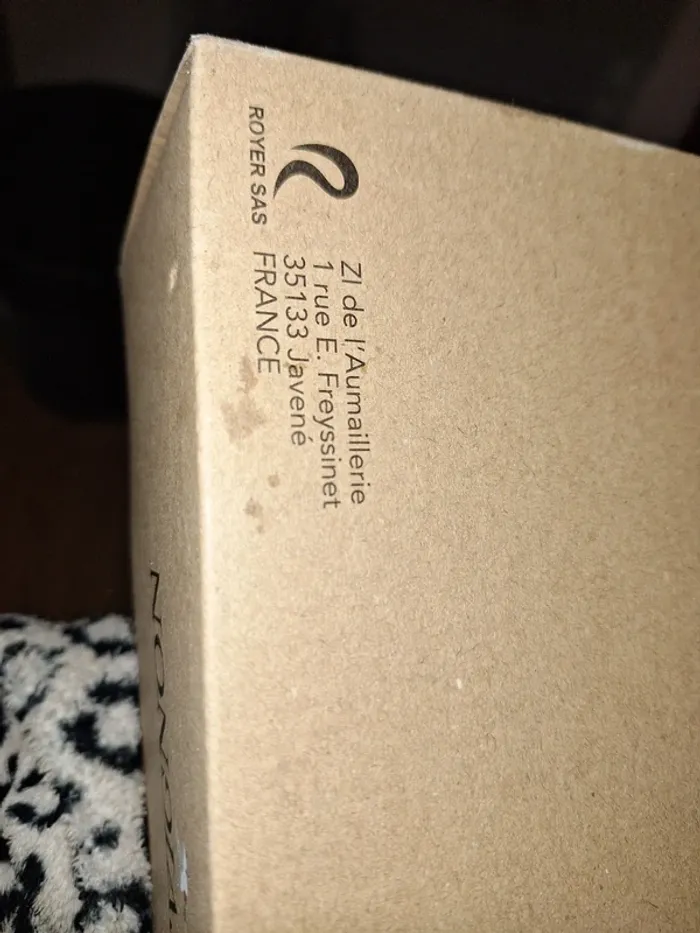 ROYER SAS
ZI de l'Aumaillerie
1 rue E. Freyssinet
35133 Javené
FRANCE